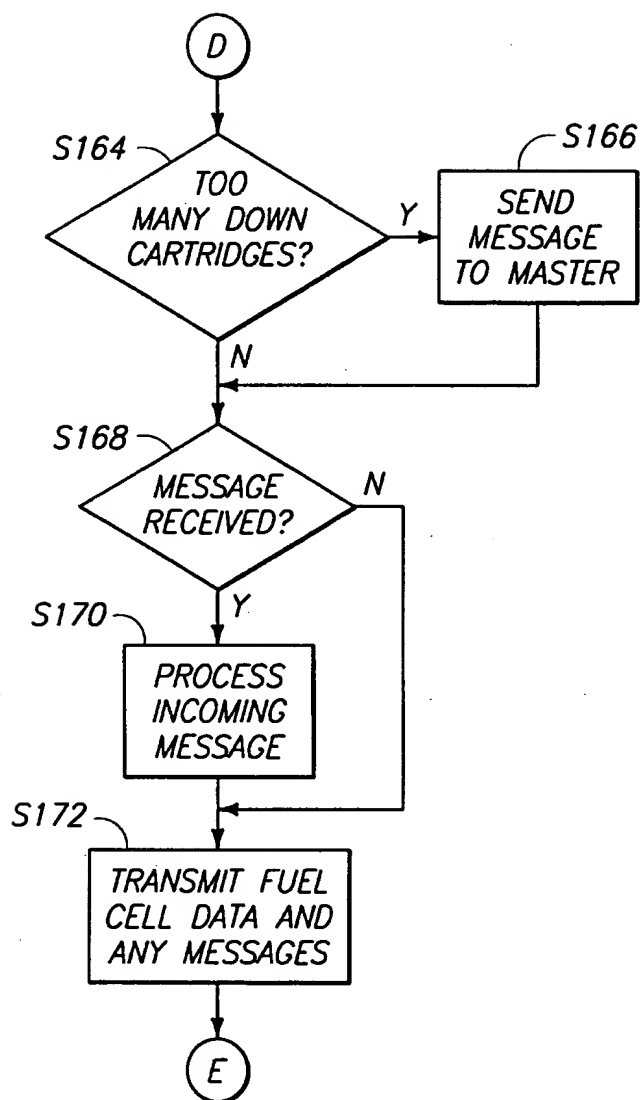 D
S164
TOO
MANY DOWN
CARTRIDGES?
Y
S166
SEND
MESSAGE
TO MASTER
N
S168
MESSAGE
RECEIVED?
N
Y
S170
PROCESS
INCOMING
MESSAGE
S172
TRANSMIT FUEL
CELL DATA AND
ANY MESSAGES
E